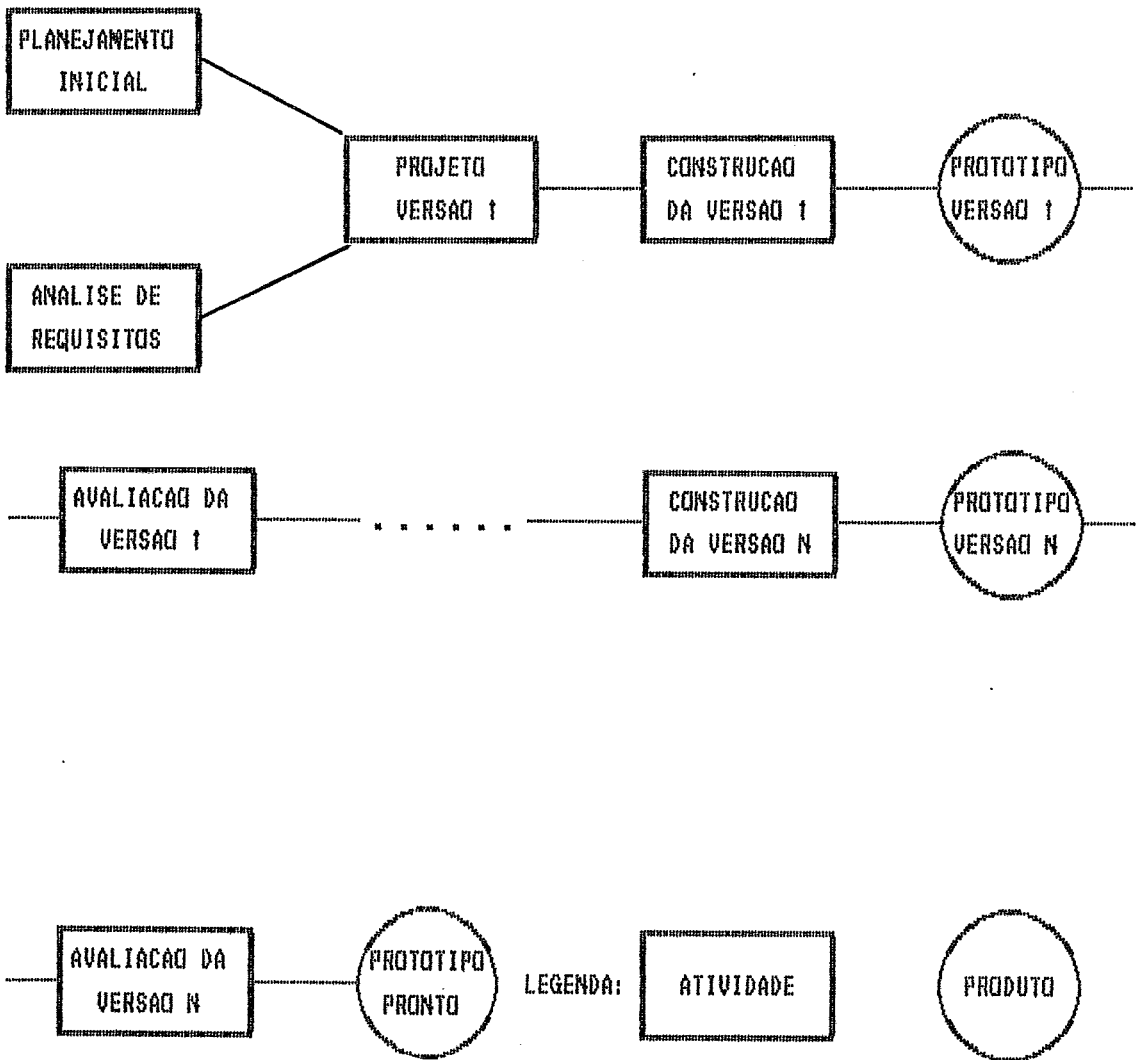 PLANEJAMENTO
INICIAL
PROJETO
VERSAO 1
CONSTRUCAO
DA VERSAO 1
PROTOTIPO
VERSAO 1
ANALISE DE
REQUISITOS
AVALIACAO DA
VERSAO 1
. . . . . .
CONSTRUCAO
DA VERSAO N
PROTOTIPO
VERSAO N
AVALIACAO DA
VERSAO N
PROTOTIPO
PRONTO
LEGENDA:
ATIVIDADE
PRODUTO